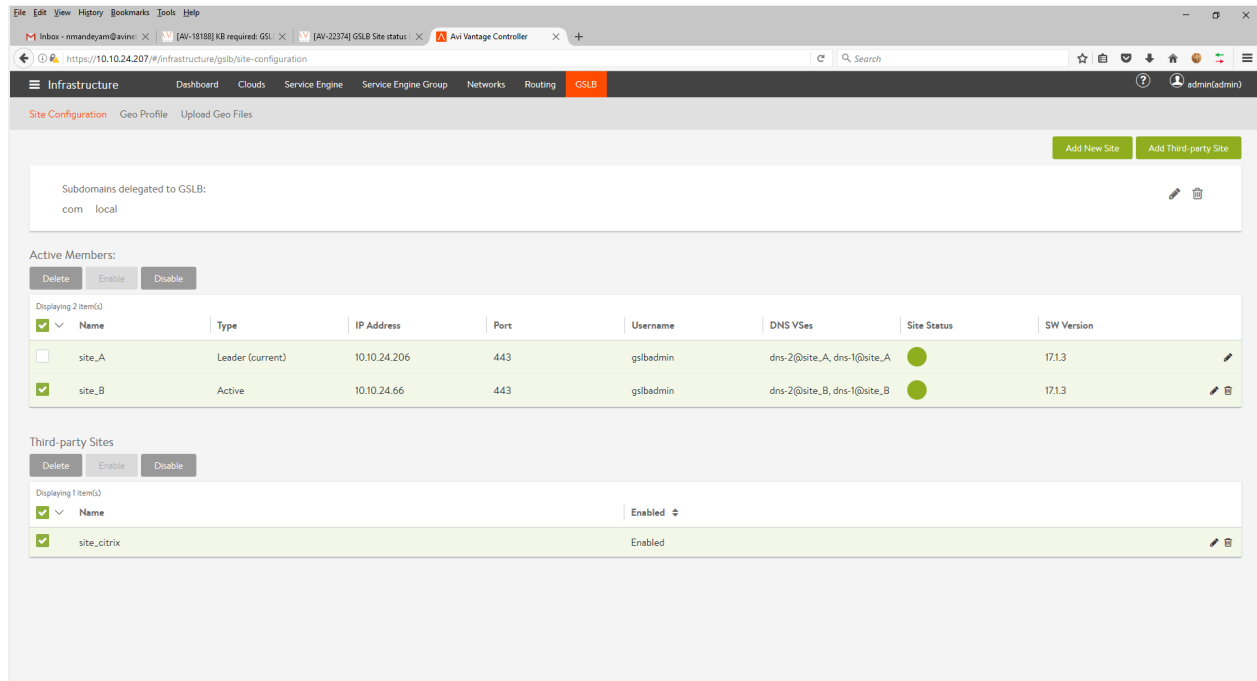 File Edit View History Bookmarks Tools Help
Inbox - nmandeyam@avinet [AV-18188] KB required: GSL [AV-22374] GSLB Site status Avi Vantage Controller
https://10.10.24.207/#/infrastructure/gslb/site-configuration Search
Infrastructure Dashboard Clouds Service Engine Service Engine Group Networks Routing GSLB ? admin(admin)
Site Configuration Geo Profile Upload Geo Files
Add New Site Add Third-party Site
Subdomains delegated to GSLB:
com local
Active Members:
Delete Enable Disable
Displaying 2 item(s)
Name Type IP Address Port Username DNS VSes Site Status SW Version
site_A Leader (current) 10.10.24.206 443 gslbadmin dns-2@site_A, dns-1@site_A 17.1.3
site_B Active 10.10.24.66 443 gslbadmin dns-2@site_B, dns-1@site_B 17.1.3
Third-party Sites
Delete Enable Disable
Displaying 1 item(s)
Name Enabled
site_citrix Enabled